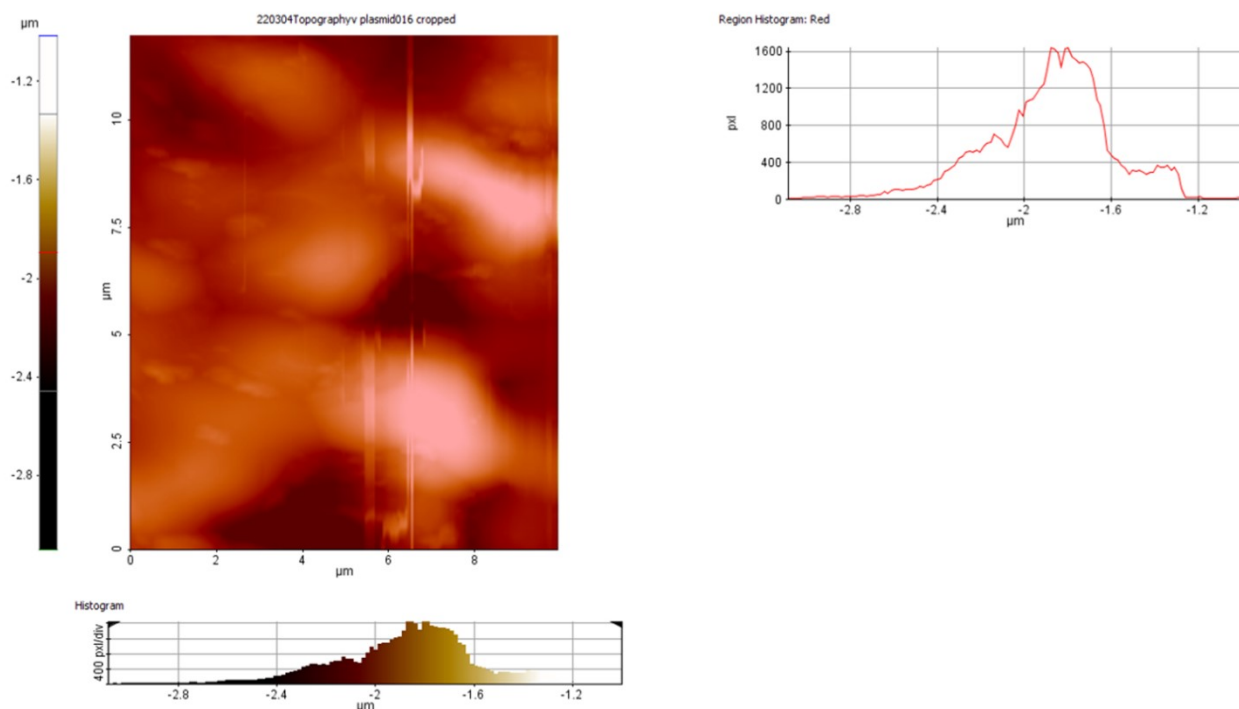 220304Topographyv plasmid016 cropped
µm
-1.2
-1.6
-2
-2.4
-2.8
µm
10
7.5
5
2.5
0
0 2 4 6 8
µm
Region Histogram: Red
pxl
1600
1200
800
400
0
-2.8 -2.4 -2 -1.6 -1.2
µm
Histogram
400 pxl/div
-2.8 -2.4 -2 -1.6 -1.2
µm